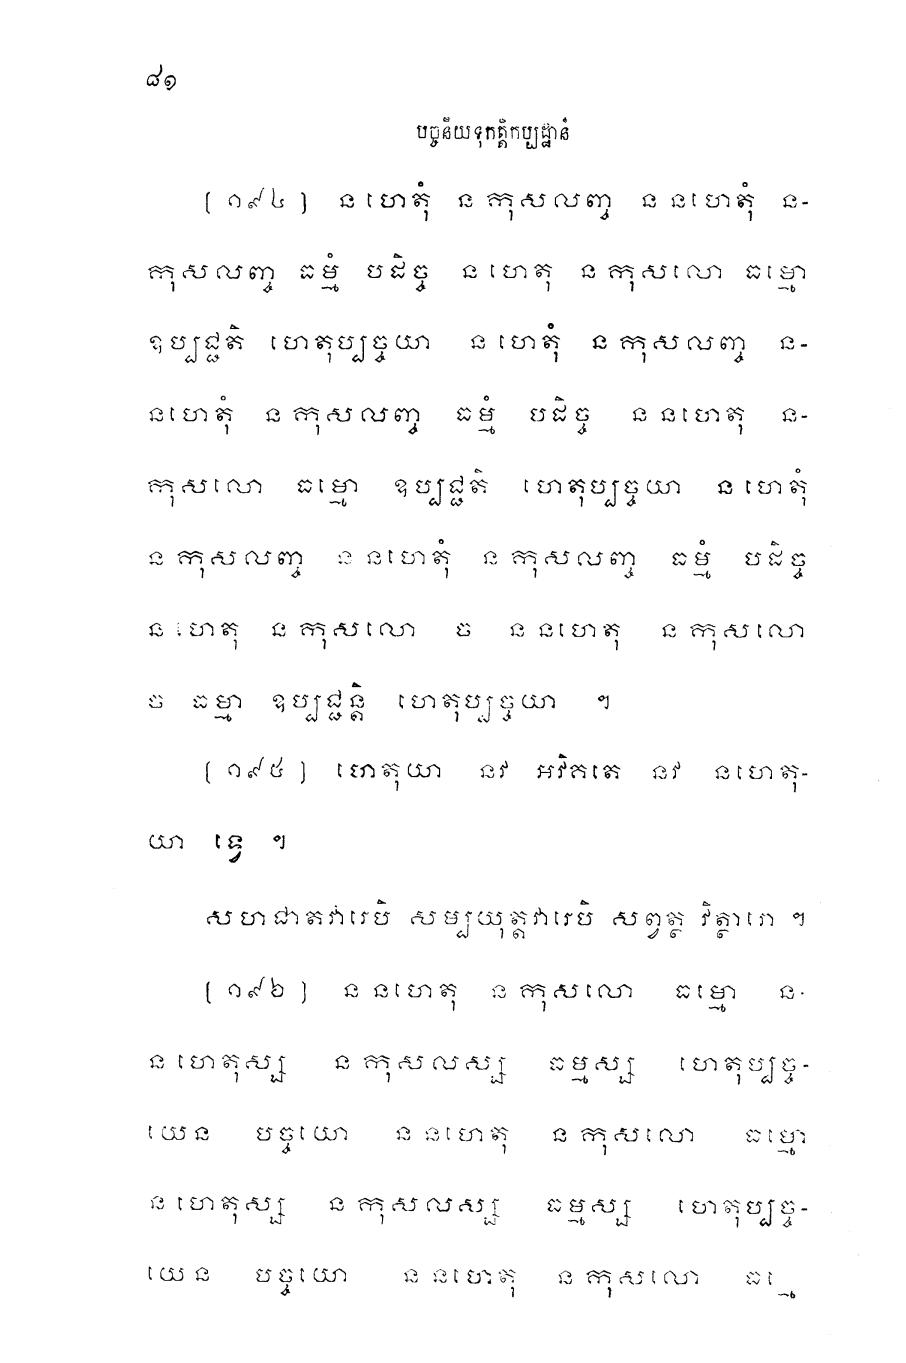 ៨១
បច្ចនីយទុកត្តិកប្បដ្ឋានំ
(១៩៤) ន ហេតុំ ន កុសលញ្ច ន នហេតុំ ន-
កុសលញ្ច ធម្មំ បដិច្ច ន ហេតុ ន កុសលោ ធម្មោ
ឧប្បជ្ជតិ ហេតុប្បច្ចយា ន ហេតុំ ន កុសលញ្ច ន-
នហេតុំ ន កុសលញ្ច ធម្មំ បដិច្ច ន នហេតុ ន-
កុសលោ ធម្មោ ឧប្បជ្ជតិ ហេតុប្បច្ចយា ន ហេតុំ
ន កុសលញ្ច ន នហេតុំ ន កុសលញ្ច ធម្មំ បដិច្ច
ន ហេតុ ន កុសលោ ច ន នហេតុ ន កុសលោ
ច ធម្មា ឧប្បជ្ជន្តិ ហេតុប្បច្ចយា ។
(១៩៥) ហេតុយា នវ អវិគតេ នវ នហេតុ-
យា ទ្វេ ។
សហជាតវារេបិ សម្បយុត្តវារេបិ សព្វត្ថ វិត្ថារោ ។
(១៩៦) ន នហេតុ ន កុសលោ ធម្មោ ន-
ន ហេតុស្ស ន កុសលស្ស ធម្មស្ស ហេតុប្បច្ច-
យេន បច្ចយោ ន នហេតុ ន កុសលោ ធម្មោ
ន ហេតុស្ស ន កុសលស្ស ធម្មស្ស ហេតុប្បច្ច-
យេន បច្ចយោ ន នហេតុ ន កុសលោ ធម្មេ